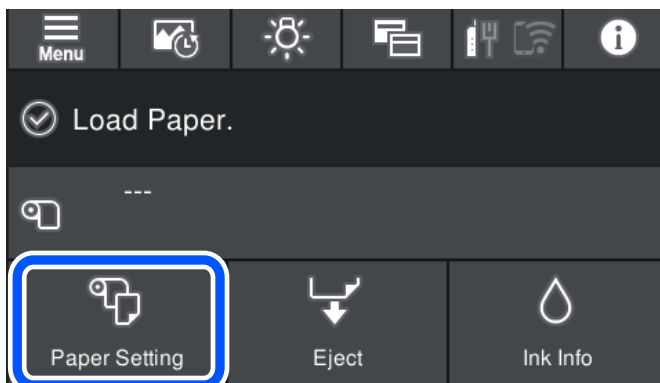 Menu
Load Paper.
---
Paper Setting
Eject
Ink Info